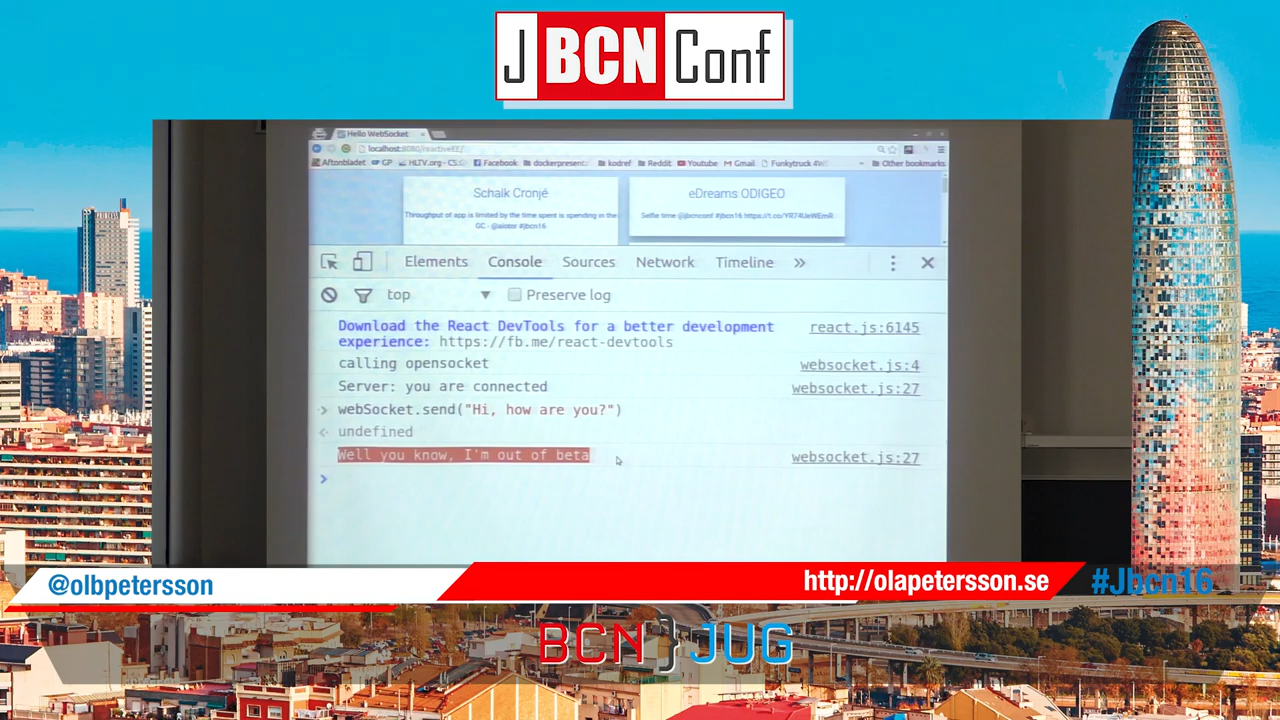 J BCN Conf
Hello WebSocket
localhost:8080/reactiveEE/
Aftonbladet GP HLTV.org - CS: Facebook dockerpresent: kodref Reddit Youtube Gmail Funkytruck 4W Other bookmarks
Schalk Cronjé
Throughput of app is limited by the time spent is spending in the
GC - @aiotor #jbcn16
eDreams ODIGEO
Selfie time @jbcnconf #jbcn16 https://t.co/YR74UeWEmR
Elements Console Sources Network Timeline »
top Preserve log
Download the React DevTools for a better development react.js:6145
experience: https://fb.me/react-devtools
calling opensocket websocket.js:4
Server: you are connected websocket.js:27
> webSocket.send("Hi, how are you?")
undefined
Well you know, I'm out of beta websocket.js:27
>
@olbpetersson
http://olapetersson.se
#Jbcn16
BCN JUG